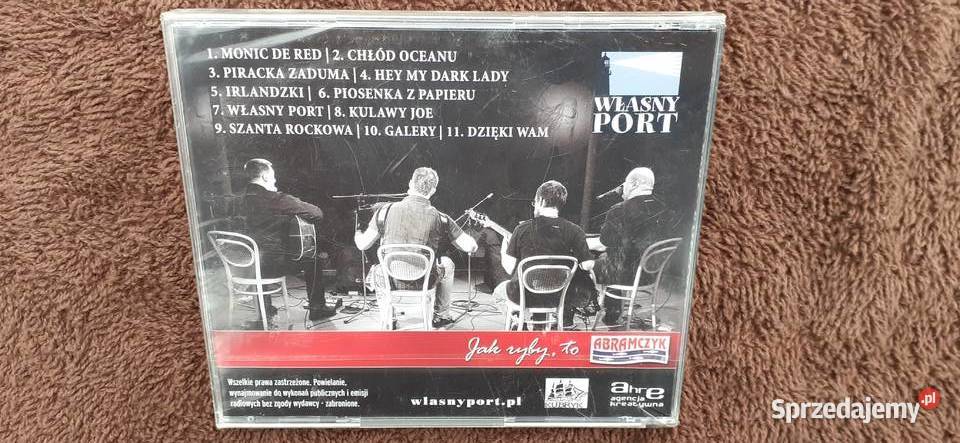 1. MONIC DE RED | 2. CHŁÓD OCEANU
3. PIRACKA ZADUMA | 4. HEY MY DARK LADY
5. IRLANDZKI | 6. PIOSENKA Z PAPIERU
7. WŁASNY PORT | 8. KULAWY JOE
9. SZANTA ROCKOWA | 10. GALERY | 11. DZIĘKI WAM
WŁASNY
PORT
Jak ryby, to
ABRAMCZYK
Wszelkie prawa zastrzeżone. Powielanie,
wynajmowanie do wykonań publicznych i emisji
radiowych bez zgody wydawcy - zabronione.
wlasnyport.pl
KUBRYK
ahre
agencja
kreatywna
Sprzedajemy.pl